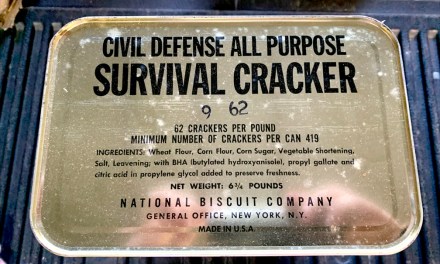 CIVIL DEFENSE ALL PURPOSE
SURVIVAL CRACKER
9 62
62 CRACKERS PER POUND
MINIMUM NUMBER OF CRACKERS PER CAN 419
INGREDIENTS: Wheat Flour, Corn Flour, Corn Sugar, Vegetable Shortening,
Salt, Leavening; with BHA (butylated hydroxyanisole), propyl gallate and
citric acid in propylene glycol added to preserve freshness.
NET WEIGHT: 6¾ POUNDS
NATIONAL BISCUIT COMPANY
GENERAL OFFICE, NEW YORK, N.Y.
MADE IN U.S.A.